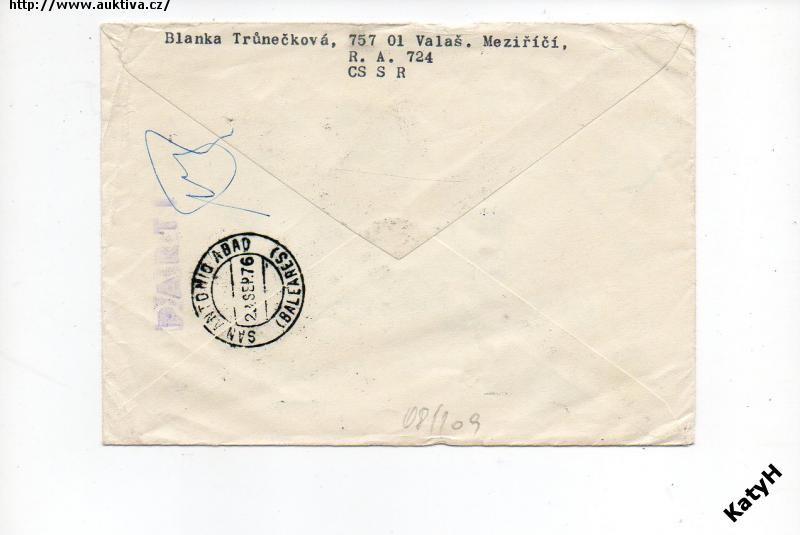 http://www.auktiva.cz/
Blanka Trůnečková, 757 01 Valaš. Meziříčí,
R. A. 724
CS S R
SAN ANTONIO ABAD
(BALEARES)
SEP.76
08/109
KatyH